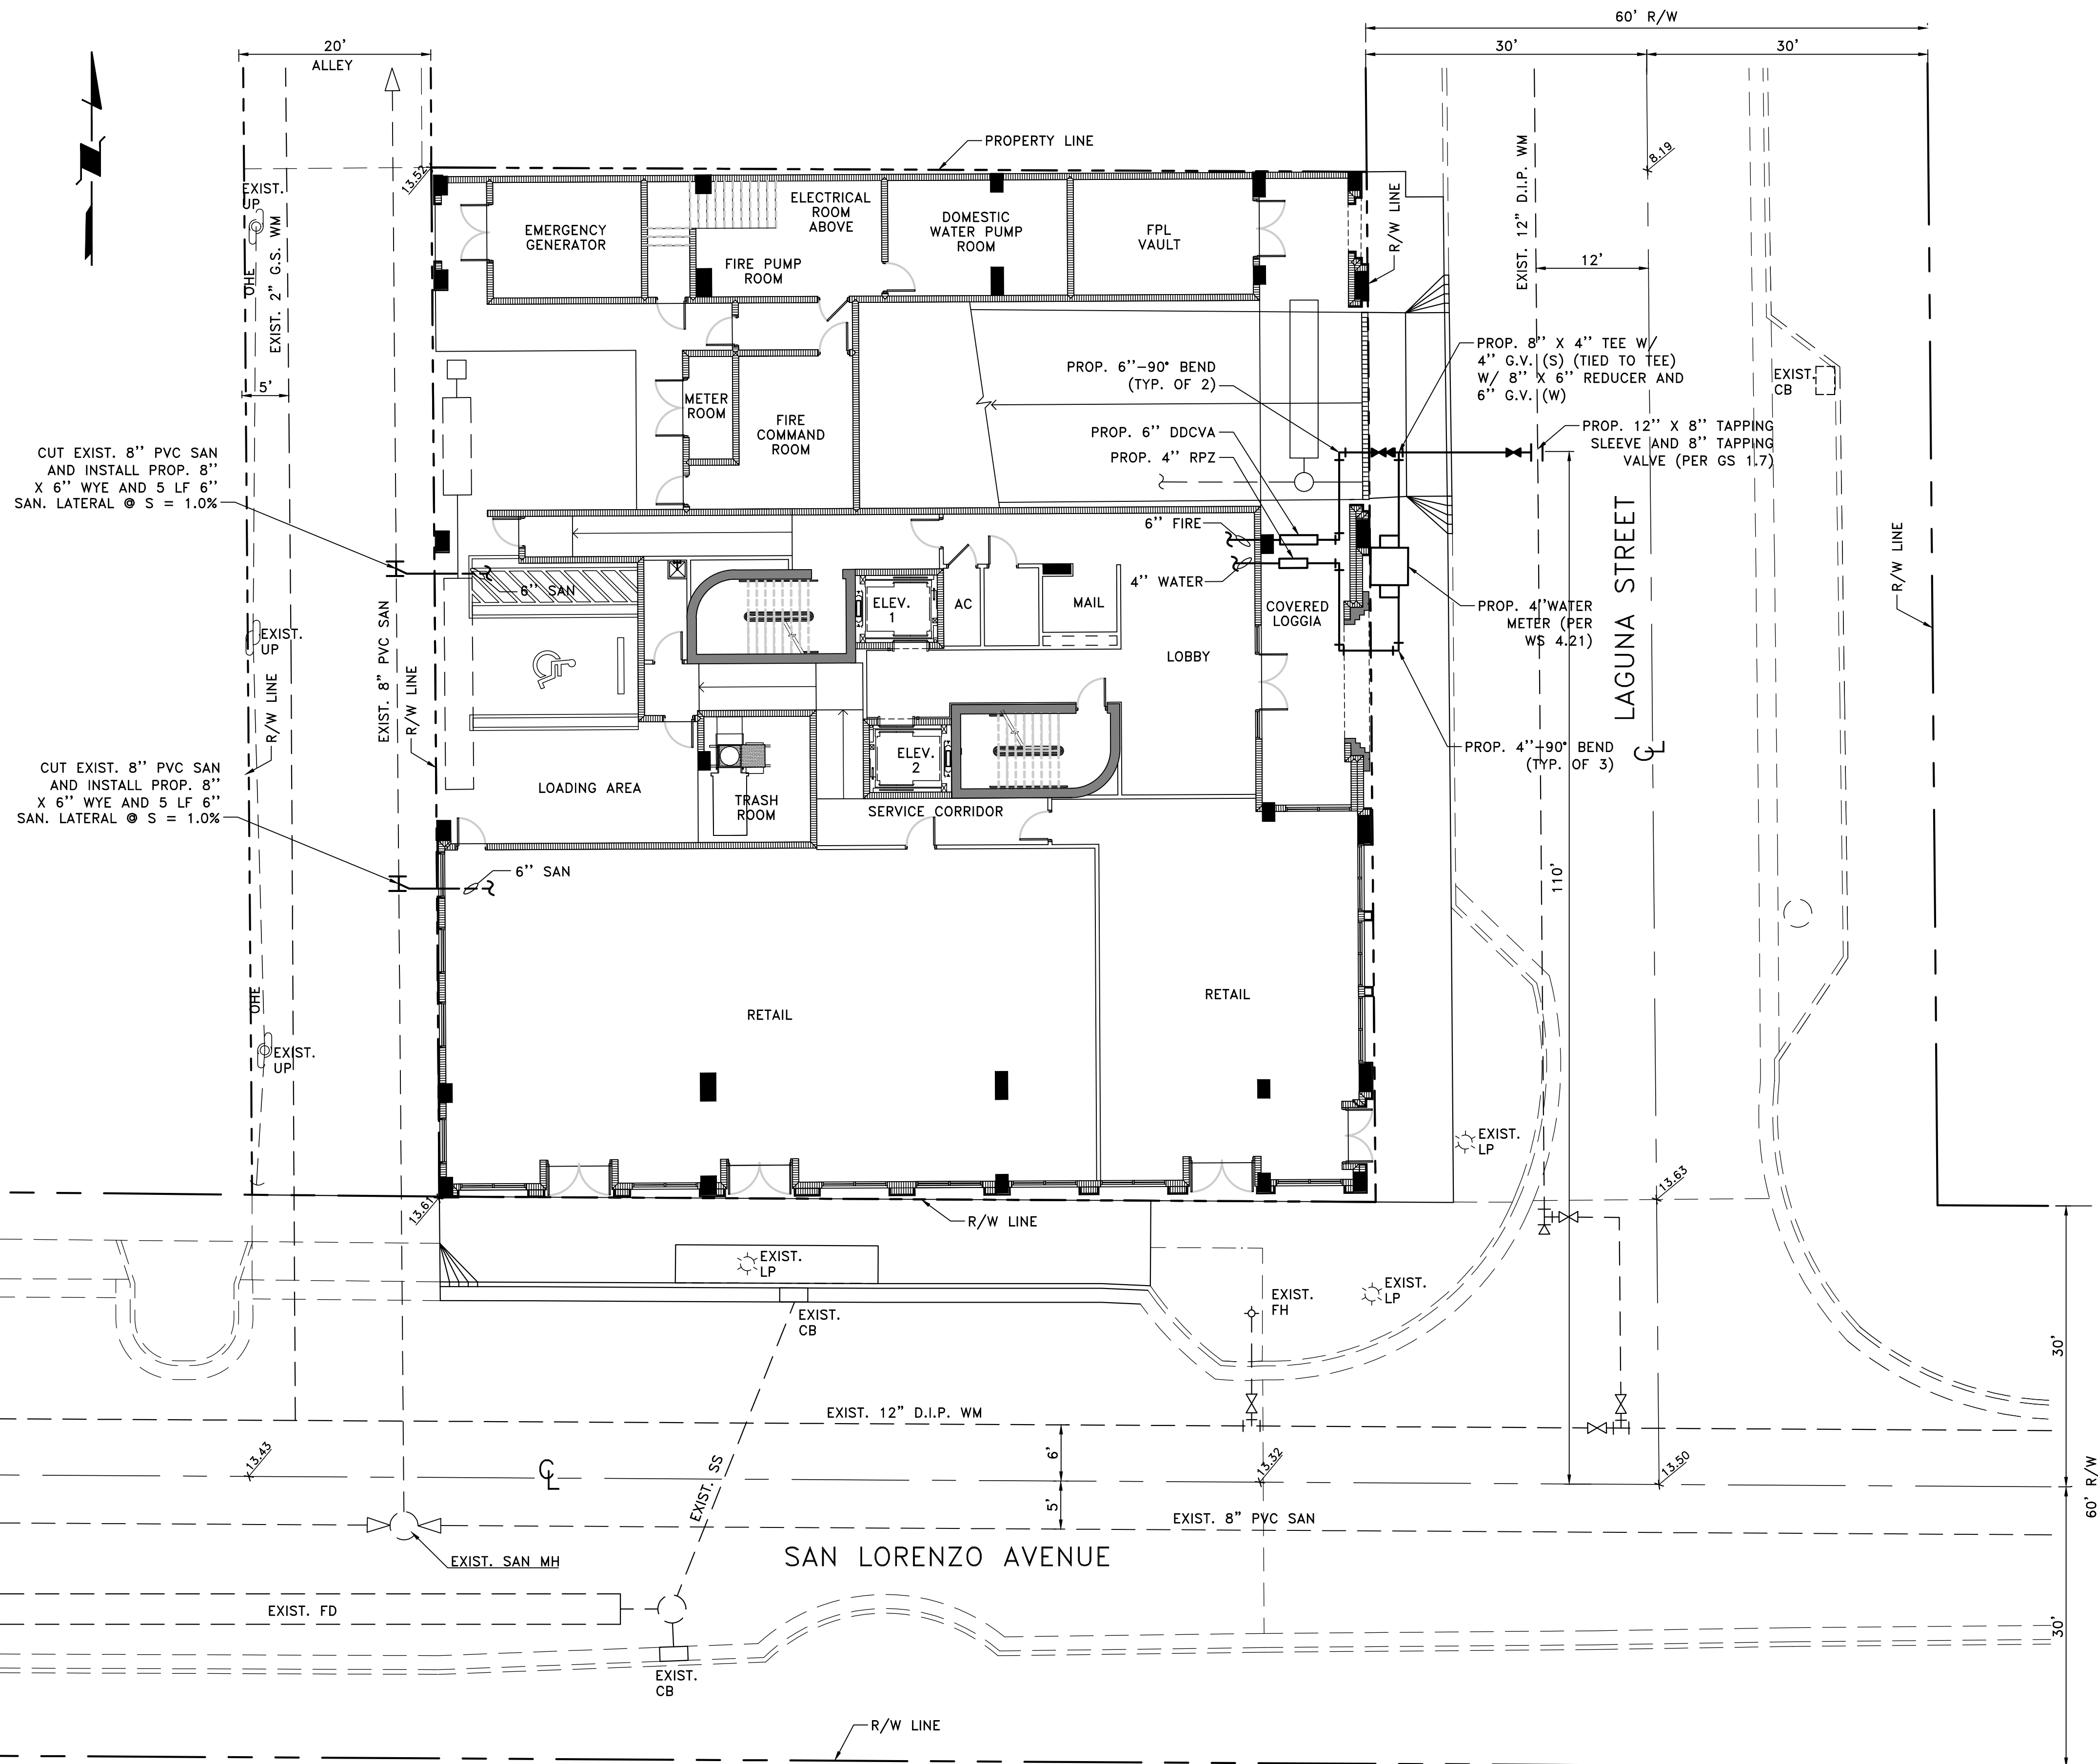 60' R/W
20'
ALLEY
30'
30'
PROPERTY LINE
13.52
8.19
EXIST.
UP
OHE
EXIST. 2" G.S. WM
5'
EMERGENCY
GENERATOR
ELECTRICAL
ROOM
ABOVE
FIRE PUMP
ROOM
DOMESTIC
WATER PUMP
ROOM
FPL
VAULT
R/W LINE
EXIST. 12" D.I.P. WM
12'
PROP. 8'' X 4'' TEE W/
4'' G.V. (S) (TIED TO TEE)
W/ 8'' X 6'' REDUCER AND
6'' G.V. (W)
EXIST.
CB
PROP. 6''-90° BEND
(TYP. OF 2)
METER
ROOM
FIRE
COMMAND
ROOM
PROP. 6'' DDCVA
PROP. 4'' RPZ
PROP. 12'' X 8'' TAPPING
SLEEVE AND 8'' TAPPING
VALVE (PER GS 1.7)
CUT EXIST. 8'' PVC SAN
AND INSTALL PROP. 8''
X 6'' WYE AND 5 LF 6''
SAN. LATERAL @ S = 1.0%
6'' FIRE
4'' WATER
6'' SAN
EXIST. 8" PVC SAN
R/W LINE
EXIST.
UP
R/W LINE
ELEV.
1
AC
MAIL
COVERED
LOGGIA
LOBBY
PROP. 4''WATER
METER (PER
WS 4.21)
LAGUNA STREET
CL
R/W LINE
PROP. 4''-90° BEND
(TYP. OF 3)
CUT EXIST. 8'' PVC SAN
AND INSTALL PROP. 8''
X 6'' WYE AND 5 LF 6''
SAN. LATERAL @ S = 1.0%
LOADING AREA
TRASH
ROOM
ELEV.
2
SERVICE CORRIDOR
6'' SAN
110'
RETAIL
RETAIL
OHE
EXIST.
UP
EXIST.
LP
13.61
R/W LINE
13.63
EXIST.
LP
EXIST.
CB
EXIST.
FH
EXIST.
LP
30'
EXIST. 12" D.I.P. WM
13.43
CL
EXIST. SS
6'
5'
13.32
13.50
60' R/W
EXIST. 8" PVC SAN
EXIST. SAN MH
SAN LORENZO AVENUE
EXIST. FD
30'
EXIST.
CB
R/W LINE